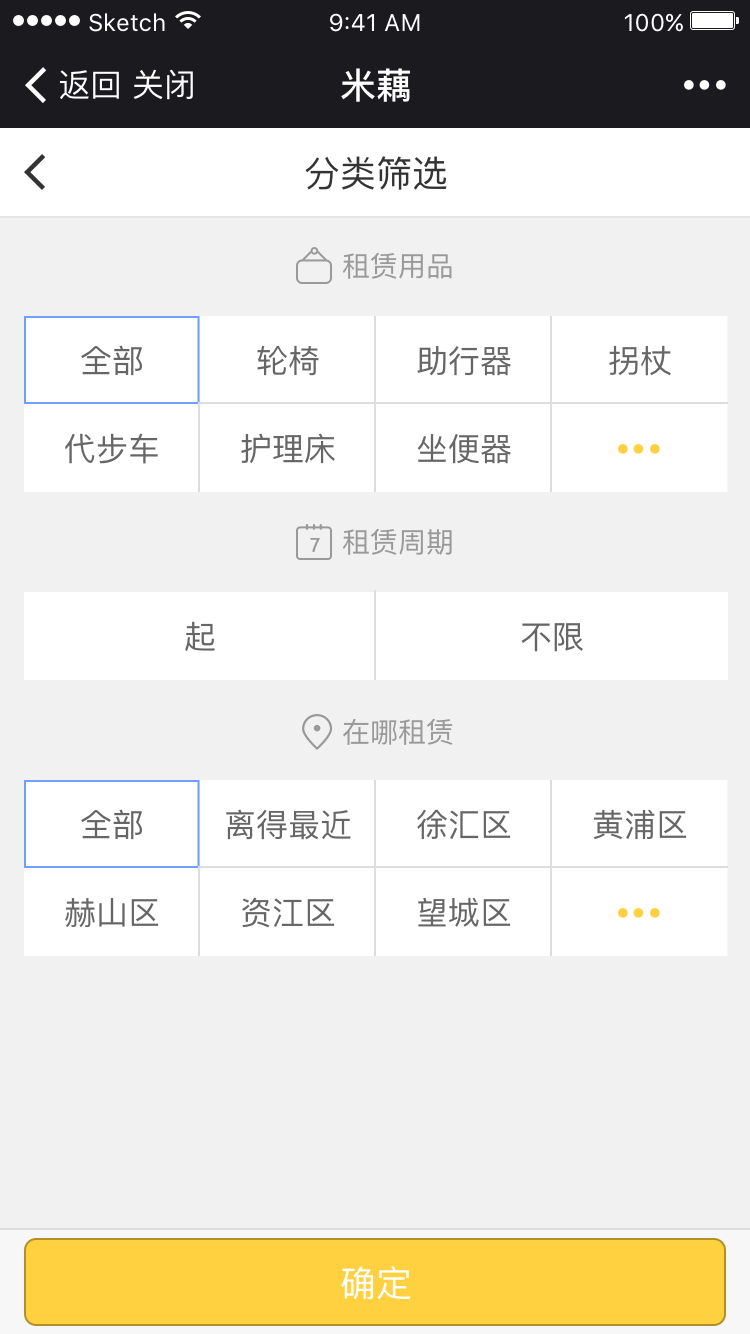 Sketch 9:41 AM 100%
返回 关闭 米藕
分类筛选
租赁用品
全部 轮椅 助行器 拐杖
代步车 护理床 坐便器
7 租赁周期
起 不限
在哪租赁
全部 离得最近 徐汇区 黄浦区
赫山区 资江区 望城区
确定